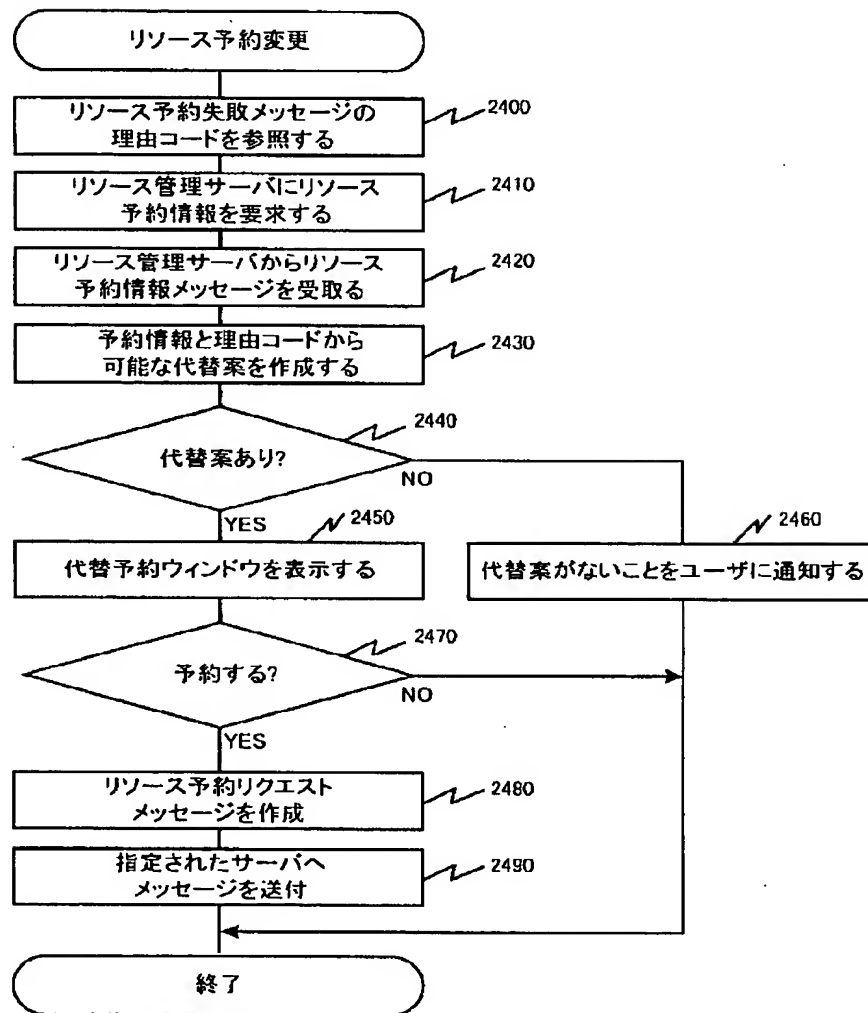 リソース予約変更
リソース予約失敗メッセージの
理由コードを参照する
2400
リソース管理サーバにリソース
予約情報を要求する
2410
リソース管理サーバからリソース
予約情報メッセージを受取る
2420
予約情報と理由コードから
可能な代替案を作成する
2430
2440
代替案あり?
NO
YES
2450
代替予約ウィンドウを表示する
2460
代替案がないことをユーザに通知する
2470
予約する?
NO
YES
リソース予約リクエスト
メッセージを作成
2480
指定されたサーバへ
メッセージを送付
2490
終了